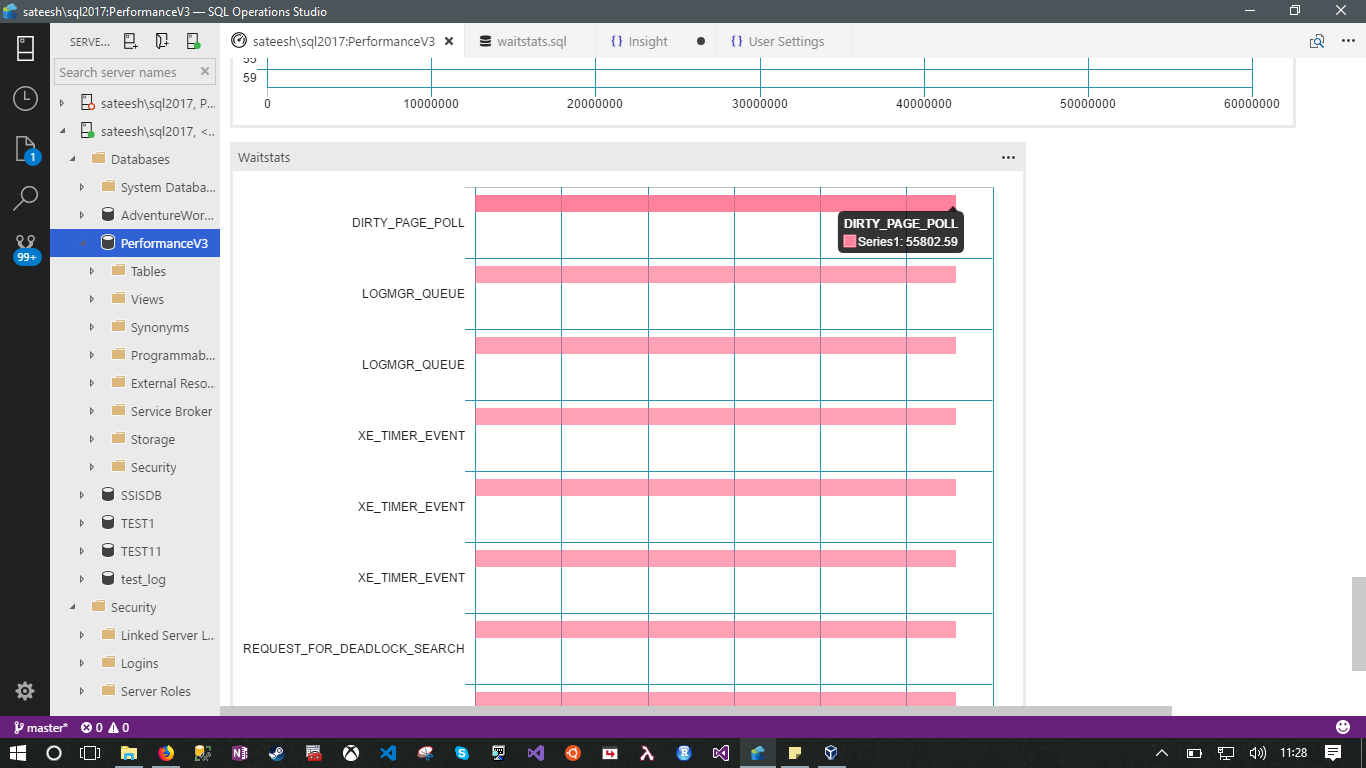 sateesh\sql2017:PerformanceV3 — SQL Operations Studio
SERVE...
sateesh\sql2017:PerformanceV3
waitstats.sql
{ } Insight
{ } User Settings
Search server names
sateesh\sql2017, P...
sateesh\sql2017, <..
Databases
System Databa...
AdventureWor...
PerformanceV3
Tables
Views
Synonyms
Programmab...
External Reso...
Service Broker
Storage
Security
SSISDB
TEST1
TEST11
test_log
Security
Linked Server L...
Logins
Server Roles
1
99+
55
59
0 10000000 20000000 30000000 40000000 50000000 60000000
Waitstats
DIRTY_PAGE_POLL
DIRTY_PAGE_POLL
Series1: 55802.59
LOGMGR_QUEUE
LOGMGR_QUEUE
XE_TIMER_EVENT
XE_TIMER_EVENT
XE_TIMER_EVENT
REQUEST_FOR_DEADLOCK_SEARCH
master* 0 0
11:28